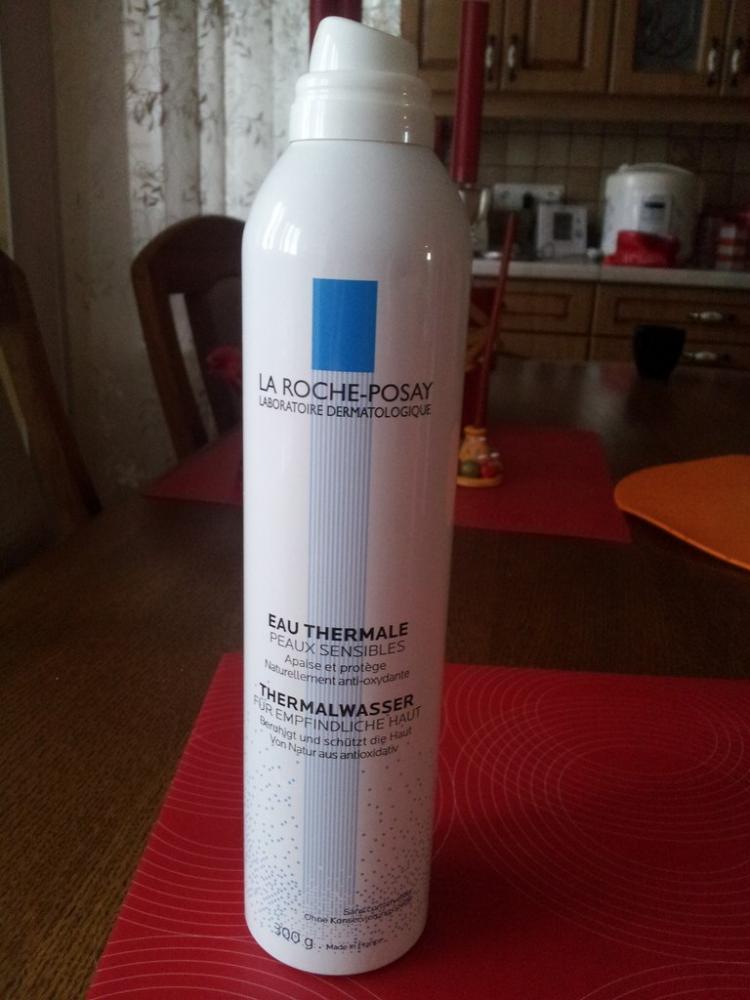 LA ROCHE-POSAY
LABORATOIRE DERMATOLOGIQUE
EAU THERMALE
PEAUX SENSIBLES
Apaise et protège
Naturellement anti-oxydante
THERMALWASSER
FÜR EMPFINDLICHE HAUT
Beruhigt und schützt die Haut
Von Natur aus antioxidativ
Ohne
300 g
Made in